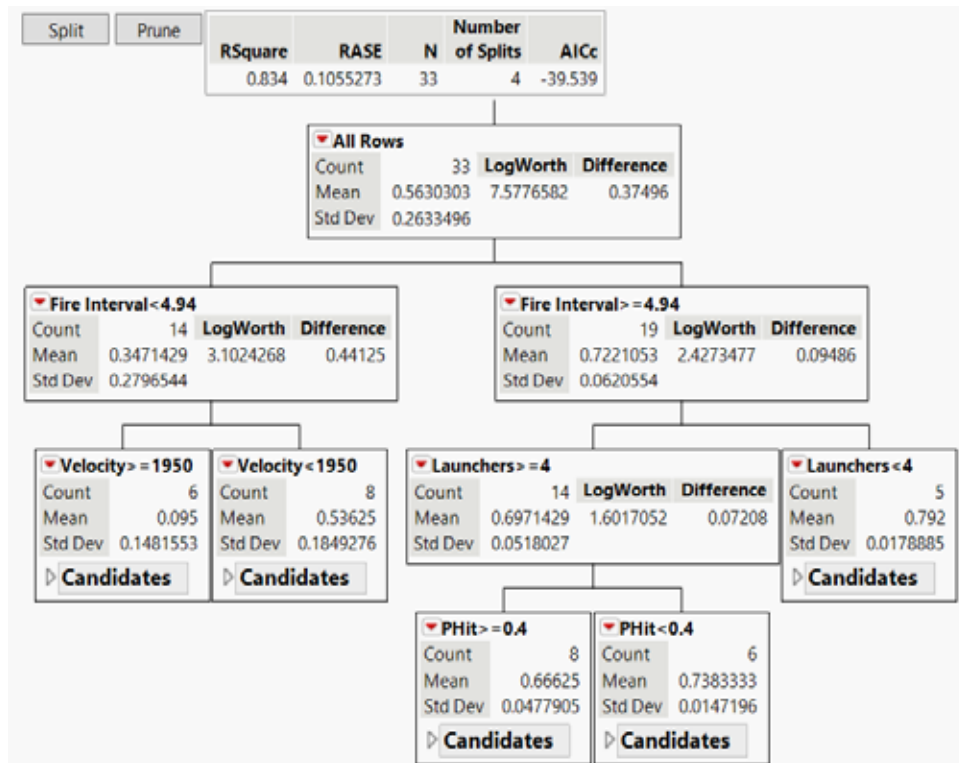 Split
Prune
Number
RSquare RASE N of Splits AICc
0.834 0.1055273 33 4 -39.539
All Rows
Count 33 LogWorth Difference
Mean 0.5630303 7.5776582 0.37496
Std Dev 0.2633496
Fire Interval<4.94
Count 14 LogWorth Difference
Mean 0.3471429 3.1024268 0.44125
Std Dev 0.2796544
Fire Interval>=4.94
Count 19 LogWorth Difference
Mean 0.7221053 2.4273477 0.09486
Std Dev 0.0620554
Velocity>=1950
Count 6
Mean 0.095
Std Dev 0.1481553
Candidates
Velocity<1950
Count 8
Mean 0.53625
Std Dev 0.1849276
Candidates
Launchers>=4
Count 14 LogWorth Difference
Mean 0.6971429 1.6017052 0.07208
Std Dev 0.0518027
Launchers<4
Count 5
Mean 0.792
Std Dev 0.0178885
Candidates
PHit>=0.4
Count 8
Mean 0.66625
Std Dev 0.0477905
Candidates
PHit<0.4
Count 6
Mean 0.7383333
Std Dev 0.0147196
Candidates